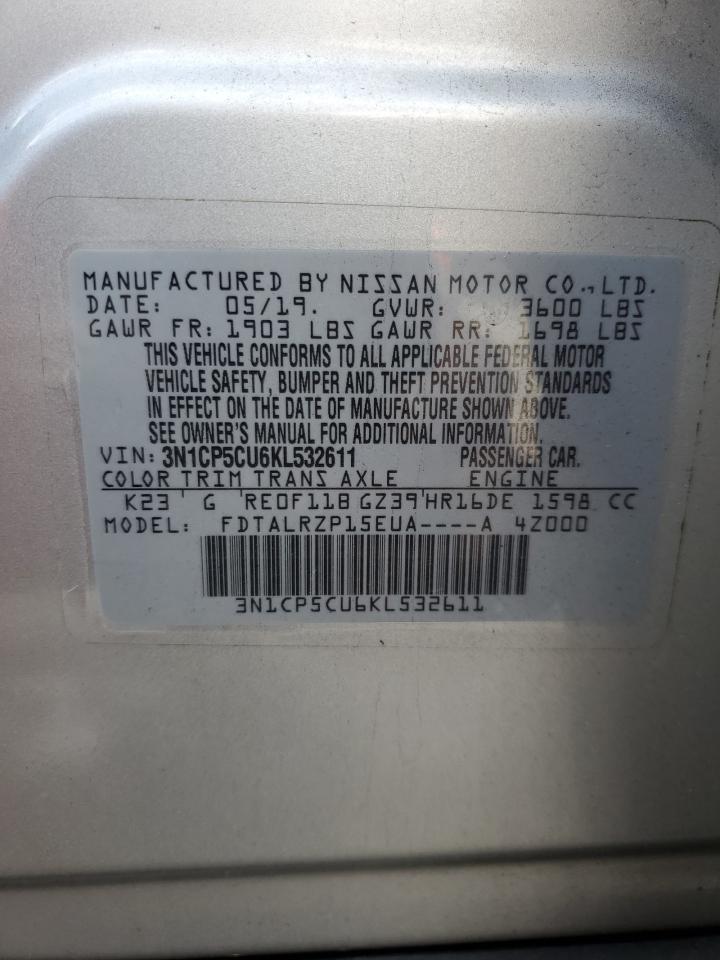 MANUFACTURED BY NISSAN MOTOR CO.,LTD.
DATE: 05/19. GVWR: 3600 LBS
GAWR FR: 1903 LBS GAWR RR: 1698 LBS
THIS VEHICLE CONFORMS TO ALL APPLICABLE FEDERAL MOTOR
VEHICLE SAFETY, BUMPER AND THEFT PREVENTION STANDARDS
IN EFFECT ON THE DATE OF MANUFACTURE SHOWN ABOVE.
SEE OWNER'S MANUAL FOR ADDITIONAL INFORMATION.
VIN: 3N1CP5CU6KL532611 PASSENGER CAR.
COLOR TRIM TRANS AXLE ENGINE
K23 G RE0F11B GZ39 HR16DE 1598 CC
MODEL: FDTALRZP15EUA----A 4Z000
3N1CP5CU6KL532611